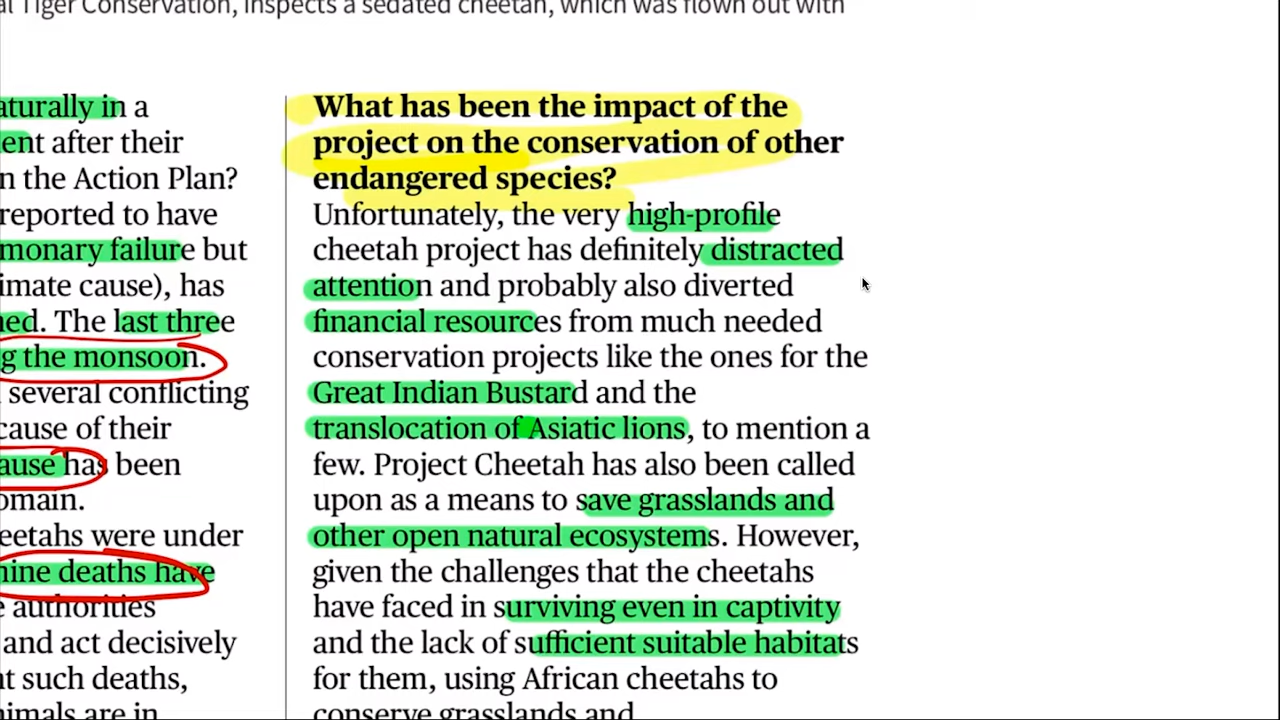 al Tiger Conservation, inspects a sedated cheetah, which was flown out with
aturally in a
ent after their
n the Action Plan?
reported to have
monary failure but
imate cause), has
ned. The last three
g the monsoon.
several conflicting
cause of their
ause has been
omain.
eetahs were under
nine deaths have
e authorities
and act decisively
nt such deaths,
nimals are in
What has been the impact of the
project on the conservation of other
endangered species?
Unfortunately, the very high-profile
cheetah project has definitely distracted
attention and probably also diverted
financial resources from much needed
conservation projects like the ones for the
Great Indian Bustard and the
translocation of Asiatic lions, to mention a
few. Project Cheetah has also been called
upon as a means to save grasslands and
other open natural ecosystems. However,
given the challenges that the cheetahs
have faced in surviving even in captivity
and the lack of sufficient suitable habitats
for them, using African cheetahs to
conserve grasslands and